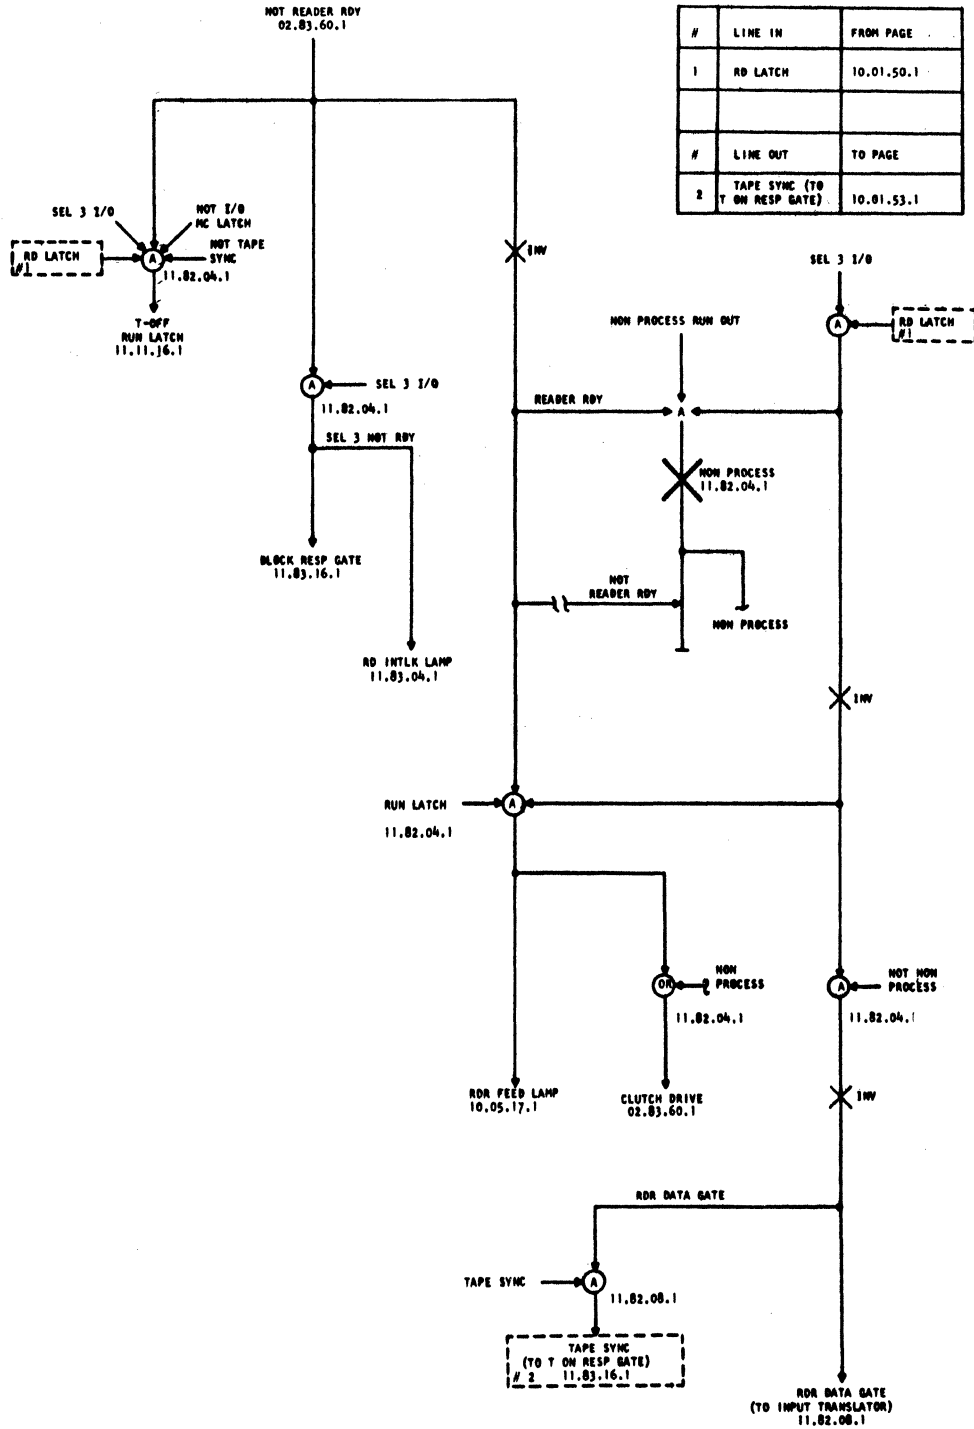 NOT READER RDY
02.83.60.1
# LINE IN FROM PAGE
1 RD LATCH 10.01.50.1
# LINE OUT TO PAGE
2 TAPE SYNC (TO T ON RESP GATE) 10.01.53.1
SEL 3 I/O
NOT I/O
MC LATCH
NOT TAPE
SYNC
RD LATCH
#1
A
11.82.04.1
T-OFF
RUN LATCH
11.11.16.1
INV
SEL 3 I/O
A
RD LATCH
#1
NON PROCESS RUN OUT
A
SEL 3 I/O
11.82.04.1
READER RDY
A
SEL 3 NOT RDY
NON PROCESS
11.82.04.1
BLOCK RESP GATE
11.83.16.1
NOT
READER RDY
NON PROCESS
RD INTLK LAMP
11.83.04.1
INV
RUN LATCH
A
11.82.04.1
OR
NON
PROCESS
11.82.04.1
A
NOT NON
PROCESS
11.82.04.1
RDR FEED LAMP
10.05.17.1
CLUTCH DRIVE
02.83.60.1
INV
RDR DATA GATE
TAPE SYNC
A
11.82.08.1
TAPE SYNC
(TO T ON RESP GATE)
# 2 11.83.16.1
RDR DATA GATE
(TO INPUT TRANSLATOR)
11.82.08.1